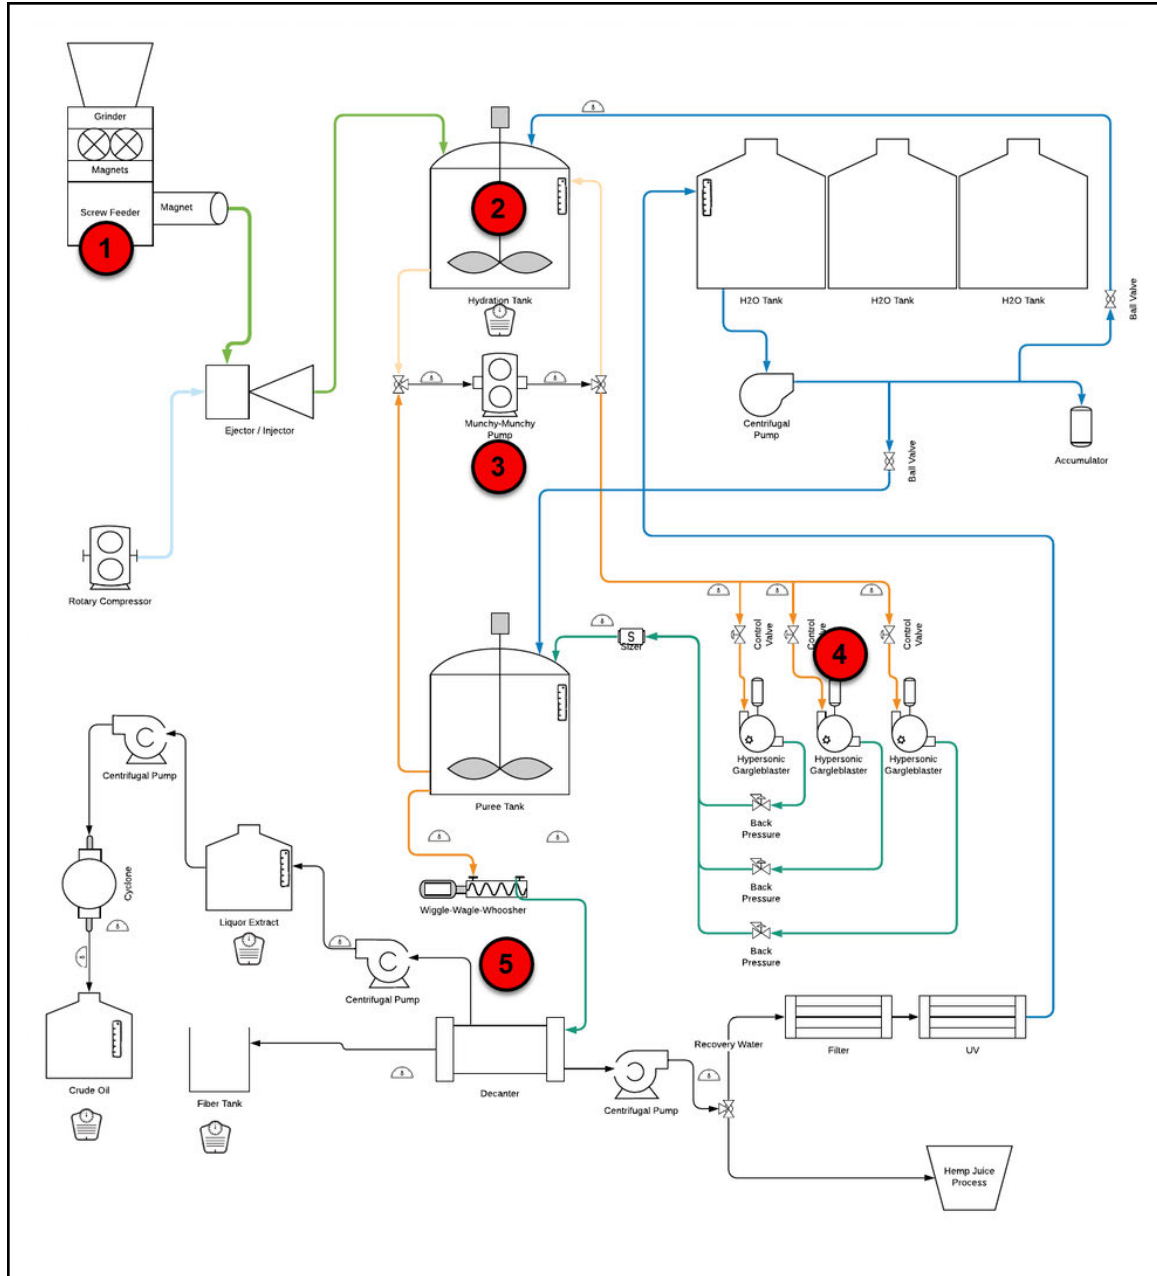 Grinder
Magnets
Screw Feeder
Magnet
1
2
Hydration Tank
H2O Tank
H2O Tank
H2O Tank
Ball Valve
Ejector / Injector
Munchy-Munchy
Pump
3
Centrifugal
Pump
Ball Valve
Accumulator
Rotary Compressor
Control
Valve
Control
Valve
Control
Valve
4
S
Sizer
Hypersonic
Gargleblaster
Hypersonic
Gargleblaster
Hypersonic
Gargleblaster
Puree Tank
Back
Pressure
Back
Pressure
Back
Pressure
Centrifugal Pump
Cyclone
Liquor Extract
Wiggle-Wagle-Whoosher
5
Centrifugal Pump
Crude Oil
Fiber Tank
Decanter
Centrifugal Pump
Recovery Water
Filter
UV
Hemp Juice
Process